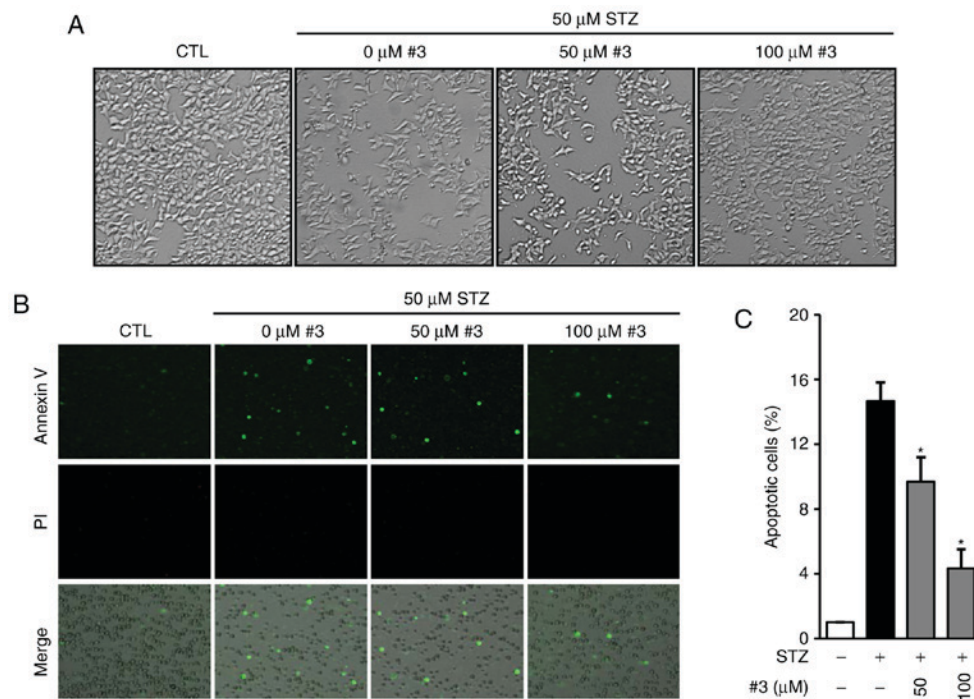 A
50 μM STZ
CTL
0 μM #3
50 μM #3
100 μM #3
B
50 μM STZ
CTL
0 μM #3
50 μM #3
100 μM #3
Annexin V
PI
Merge
C
Apoptotic cells (%)
20
16
12
8
4
0
*
*
STZ – + + +
#3 (μM) – – 50 100